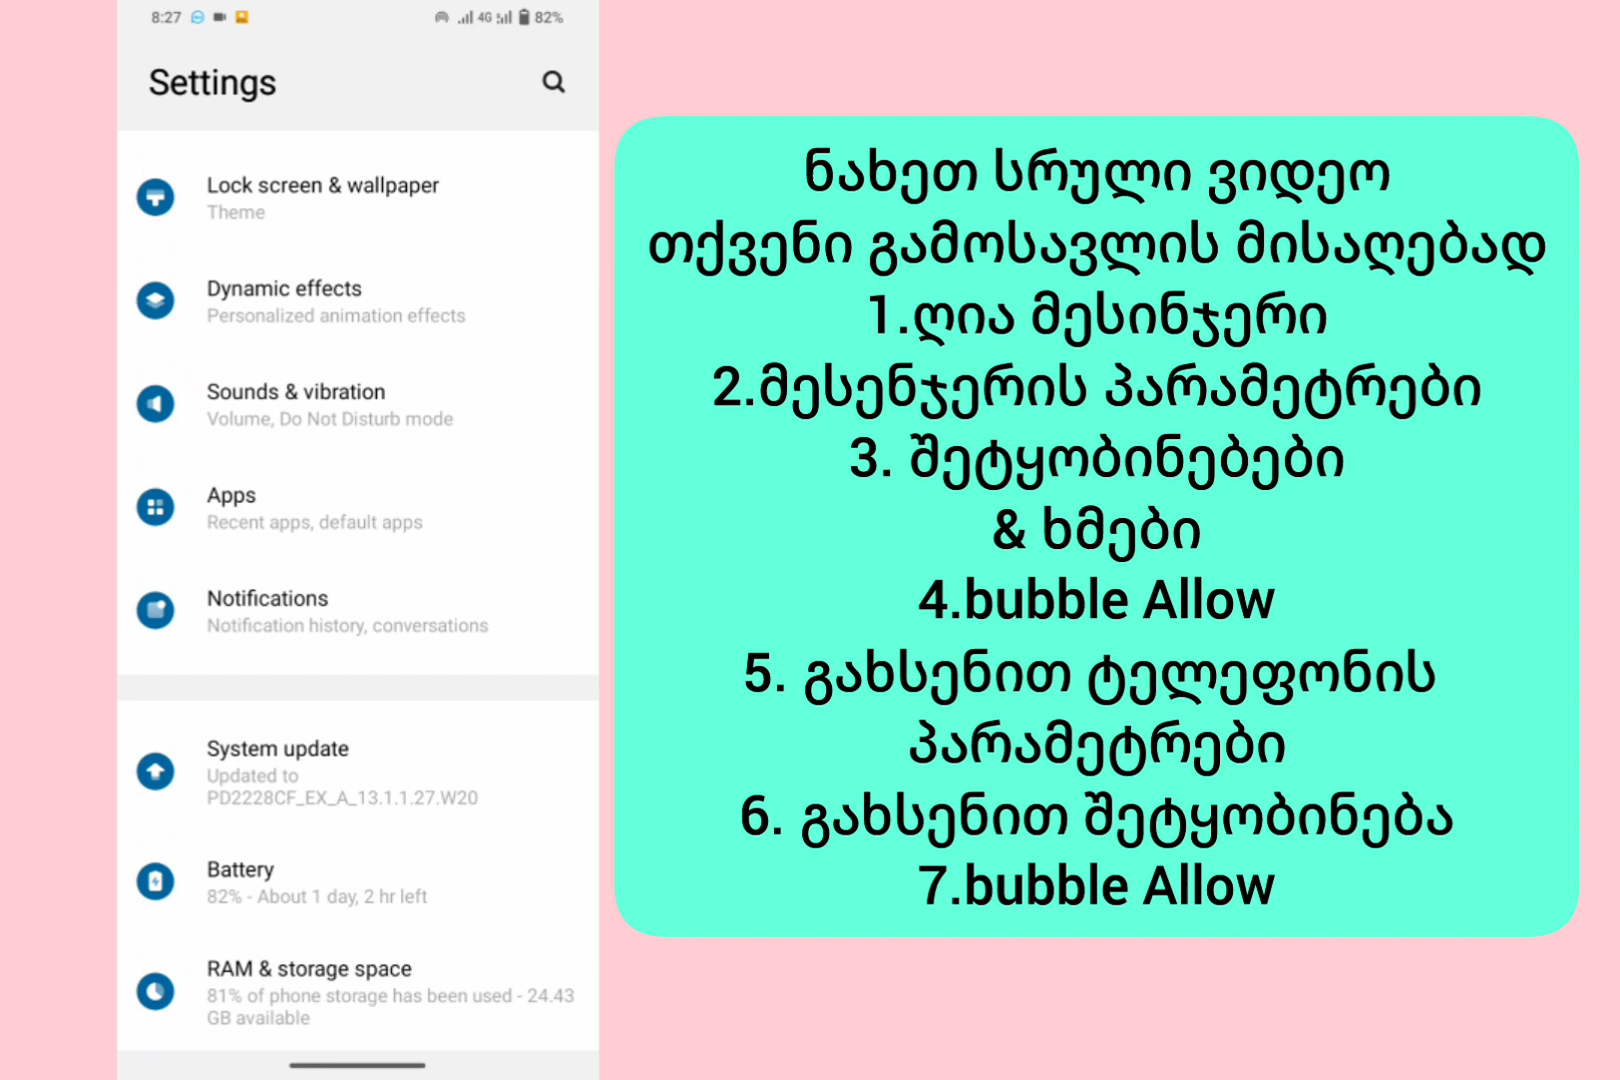 8:27
4G 82%
Settings
Lock screen & wallpaper
Theme
Dynamic effects
Personalized animation effects
Sounds & vibration
Volume, Do Not Disturb mode
Apps
Recent apps, default apps
Notifications
Notification history, conversations
System update
Updated to
PD2228CF_EX_A_13.1.1.27.W20
Battery
82% - About 1 day, 2 hr left
RAM & storage space
81% of phone storage has been used - 24.43
GB available
ნახეთ სრული ვიდეო
თქვენი გამოსავლის მისაღებად
1.ღია მესინჯერი
2.მესენჯერის პარამეტრები
3. შეტყობინებები
& ხმები
4.bubble Allow
5. გახსენით ტელეფონის
პარამეტრები
6. გახსენით შეტყობინება
7.bubble Allow